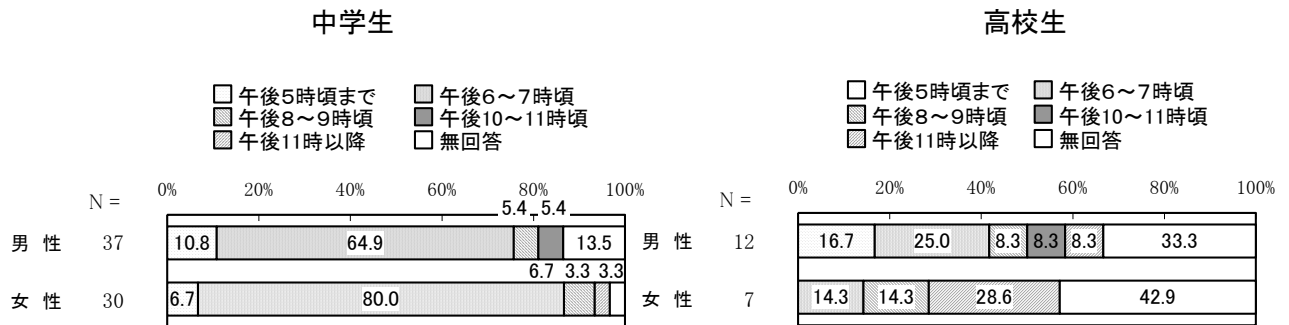 中学生
午後5時頃まで 午後6～7時頃
午後8～9時頃 午後10～11時頃
午後11時以降 無回答
0% 20% 40% 60% 80% 100%
N =
5.4 5.4
男 性 37 10.8 64.9 13.5
6.7 3.3 3.3
女 性 30 6.7 80.0
高校生
午後5時頃まで 午後6～7時頃
午後8～9時頃 午後10～11時頃
午後11時以降 無回答
0% 20% 40% 60% 80% 100%
N =
男 性 12 16.7 25.0 8.3 8.3 8.3 33.3
女 性 7 14.3 14.3 28.6 42.9